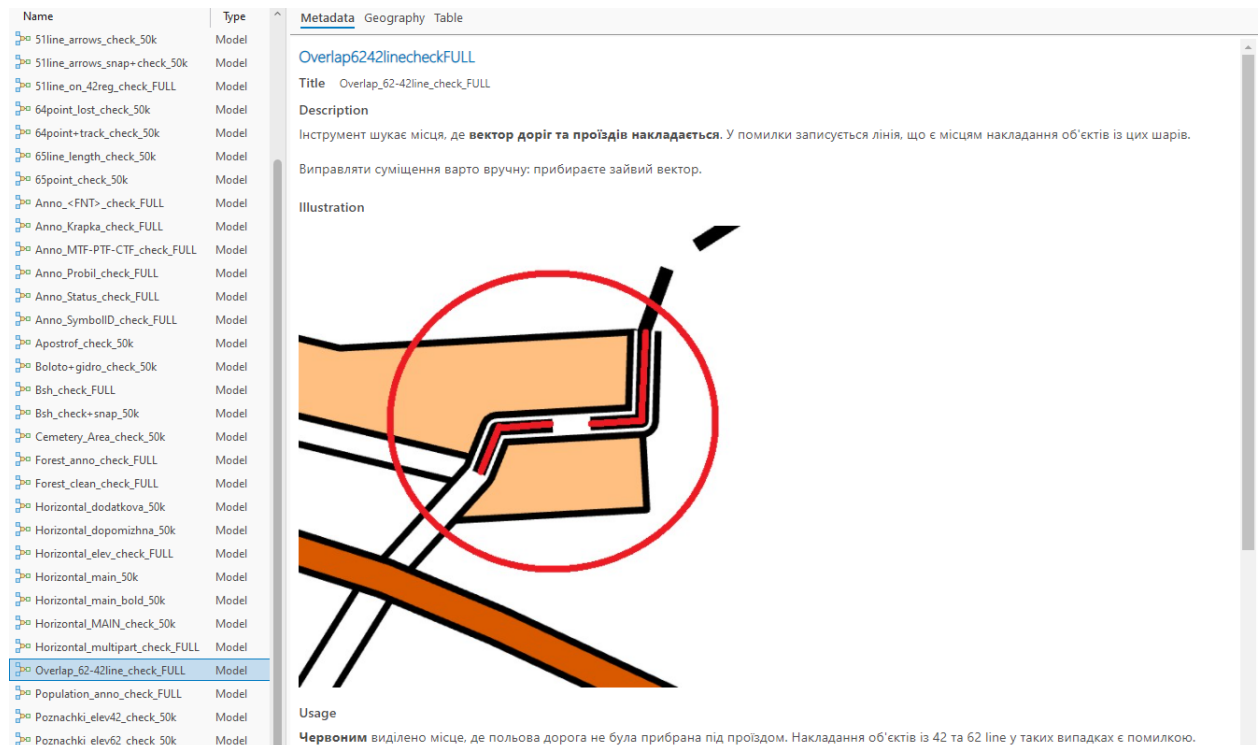 Name Type
51line_arrows_check_50k Model
51line_arrows_snap+check_50k Model
51line_on_42reg_check_FULL Model
64point_lost_check_50k Model
64point+track_check_50k Model
65line_length_check_50k Model
65point_check_50k Model
Anno_<FNT>_check_FULL Model
Anno_Krapka_check_FULL Model
Anno_MTF-PTF-CTF_check_FULL Model
Anno_Probil_check_FULL Model
Anno_Status_check_FULL Model
Anno_SymbolID_check_FULL Model
Apostrof_check_50k Model
Boloto+gidro_check_50k Model
Bsh_check_FULL Model
Bsh_check+snap_50k Model
Cemetery_Area_check_50k Model
Forest_anno_check_FULL Model
Forest_clean_check_FULL Model
Horizontal_dodatkova_50k Model
Horizontal_dopomizhna_50k Model
Horizontal_elev_check_FULL Model
Horizontal_main_50k Model
Horizontal_main_bold_50k Model
Horizontal_MAIN_check_50k Model
Horizontal_multipart_check_FULL Model
Overlap_62-42line_check_FULL Model
Population_anno_check_FULL Model
Poznachki_elev42_check_50k Model
Poznachki_elev62_check_50k Model
Metadata Geography Table
Overlap6242linecheckFULL
Title Overlap_62-42line_check_FULL
Description
Інструмент шукає місця, де вектор доріг та проїздів накладається. У помилки записується лінія, що є місцям накладання об'єктів із цих шарів.
Виправляти суміщення варто вручну: прибираєте зайвий вектор.
Illustration
Usage
Червоним виділено місце, де польова дорога не була прибрана під проїздом. Накладання об'єктів із 42 та 62 line у таких випадках є помилкою.